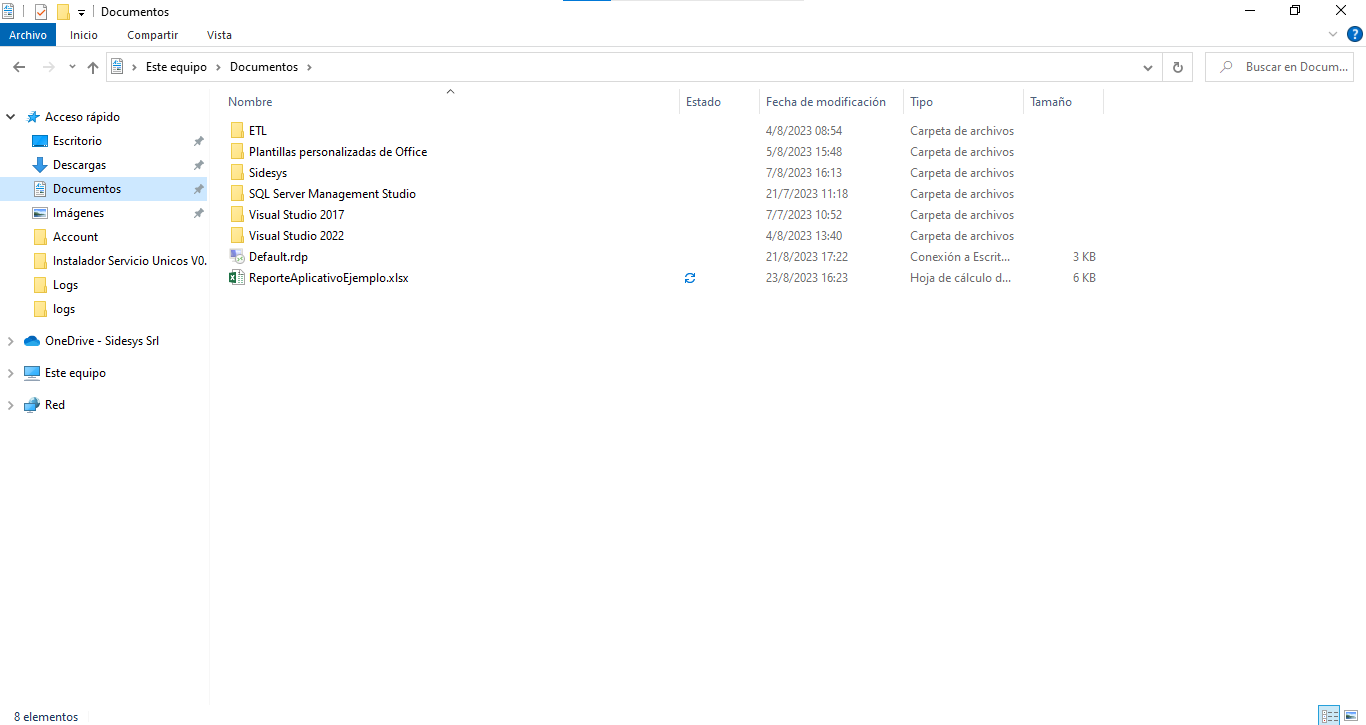 Documentos
Archivo Inicio Compartir Vista ?
Este equipo > Documentos > Buscar en Docum...
Nombre Estado Fecha de modificación Tipo Tamaño
Acceso rápido
Escritorio
Descargas
Documentos
Imágenes
Account
Instalador Servicio Unicos V0.
Logs
logs
OneDrive - Sidesys Srl
Este equipo
Red
ETL 4/8/2023 08:54 Carpeta de archivos
Plantillas personalizadas de Office 5/8/2023 15:48 Carpeta de archivos
Sidesys 7/8/2023 16:13 Carpeta de archivos
SQL Server Management Studio 21/7/2023 11:18 Carpeta de archivos
Visual Studio 2017 7/7/2023 10:52 Carpeta de archivos
Visual Studio 2022 4/8/2023 13:40 Carpeta de archivos
Default.rdp 21/8/2023 17:22 Conexión a Escrit... 3 KB
ReporteAplicativoEjemplo.xlsx 23/8/2023 16:23 Hoja de cálculo d... 6 KB
8 elementos